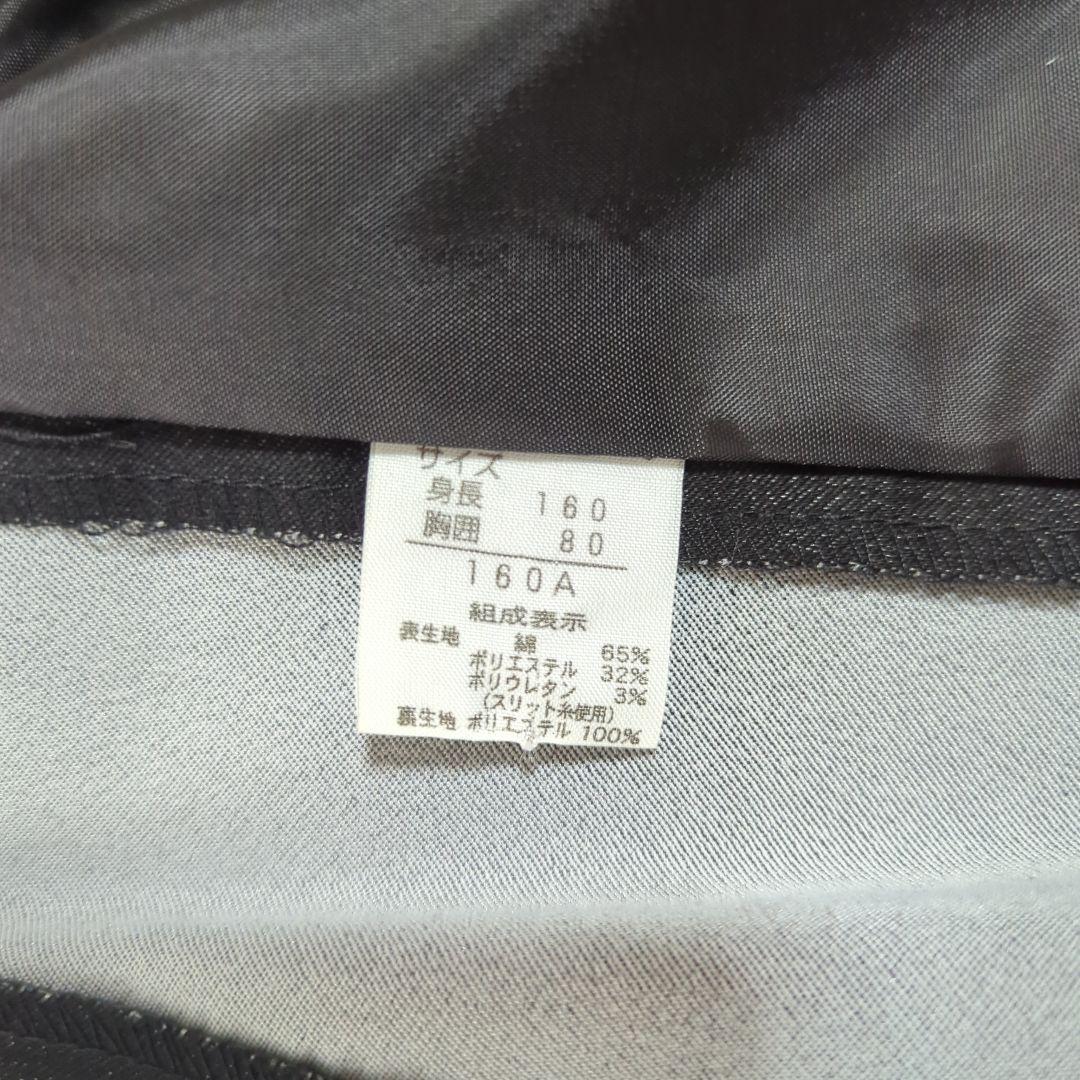 サイズ
身長 160
胸囲 80
160A
組成表示
表生地 綿 65%
ポリエステル 32%
ポリウレタン 3%
(スリット糸使用)
裏生地 ポリエステル 100%